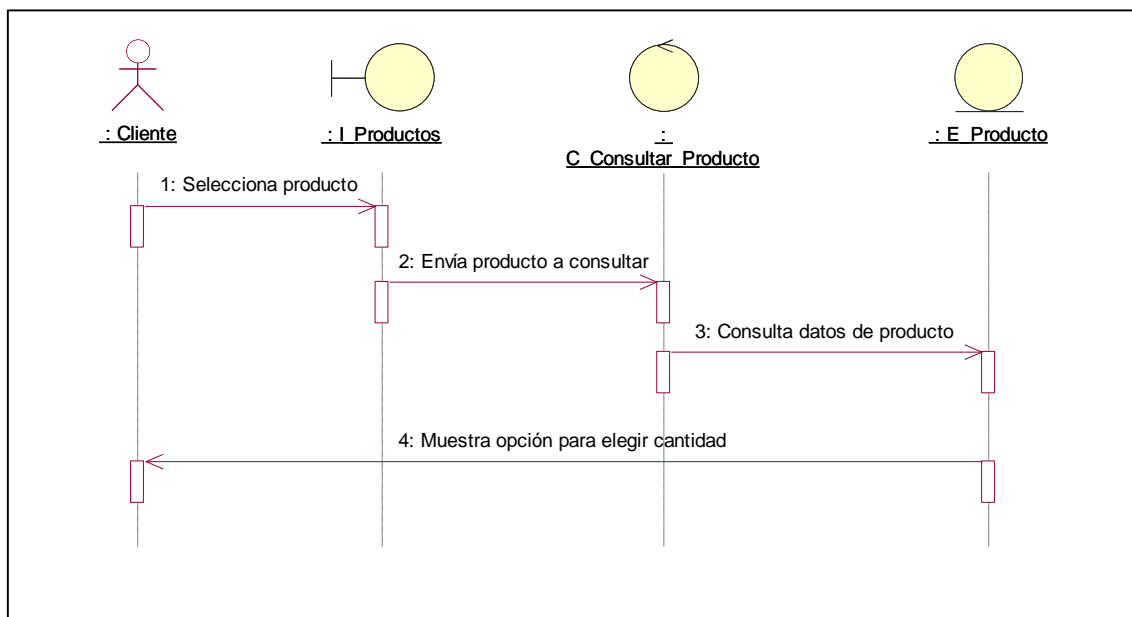 : Cliente
: I_Productos
:
C_Consultar_Producto
: E_Producto
1: Selecciona producto
2: Envía producto a consultar
3: Consulta datos de producto
4: Muestra opción para elegir cantidad